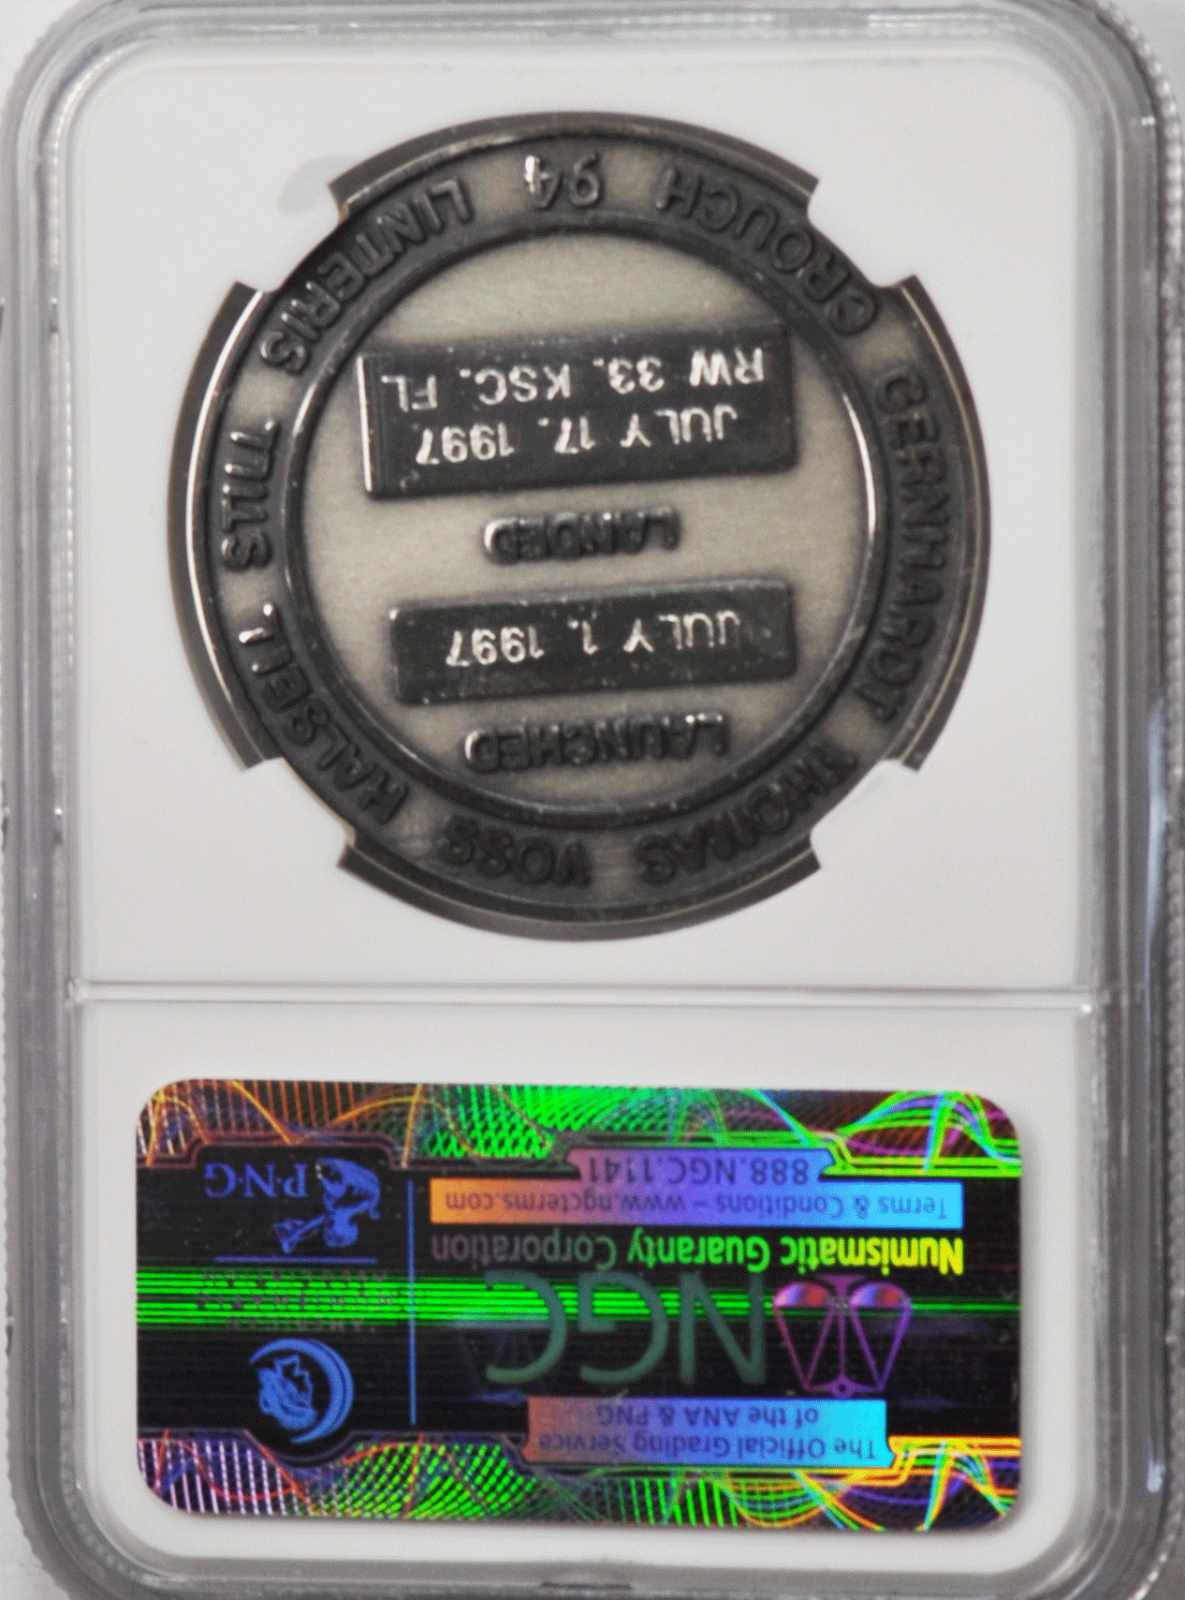 The Official Grading Service
of the ANA & PNG
NGC
Numismatic Guaranty Corporation
Terms & Conditions – www.ngcterms.com
888.NGC.1141
P·N·G
GERNHARDT THOMAS VOSS HALSELL STILL
CROUCH 94 LINTERIS
LAUNCHED
JULY 1, 1997
LANDED
JULY 17, 1997
RW 33, KSC, FL